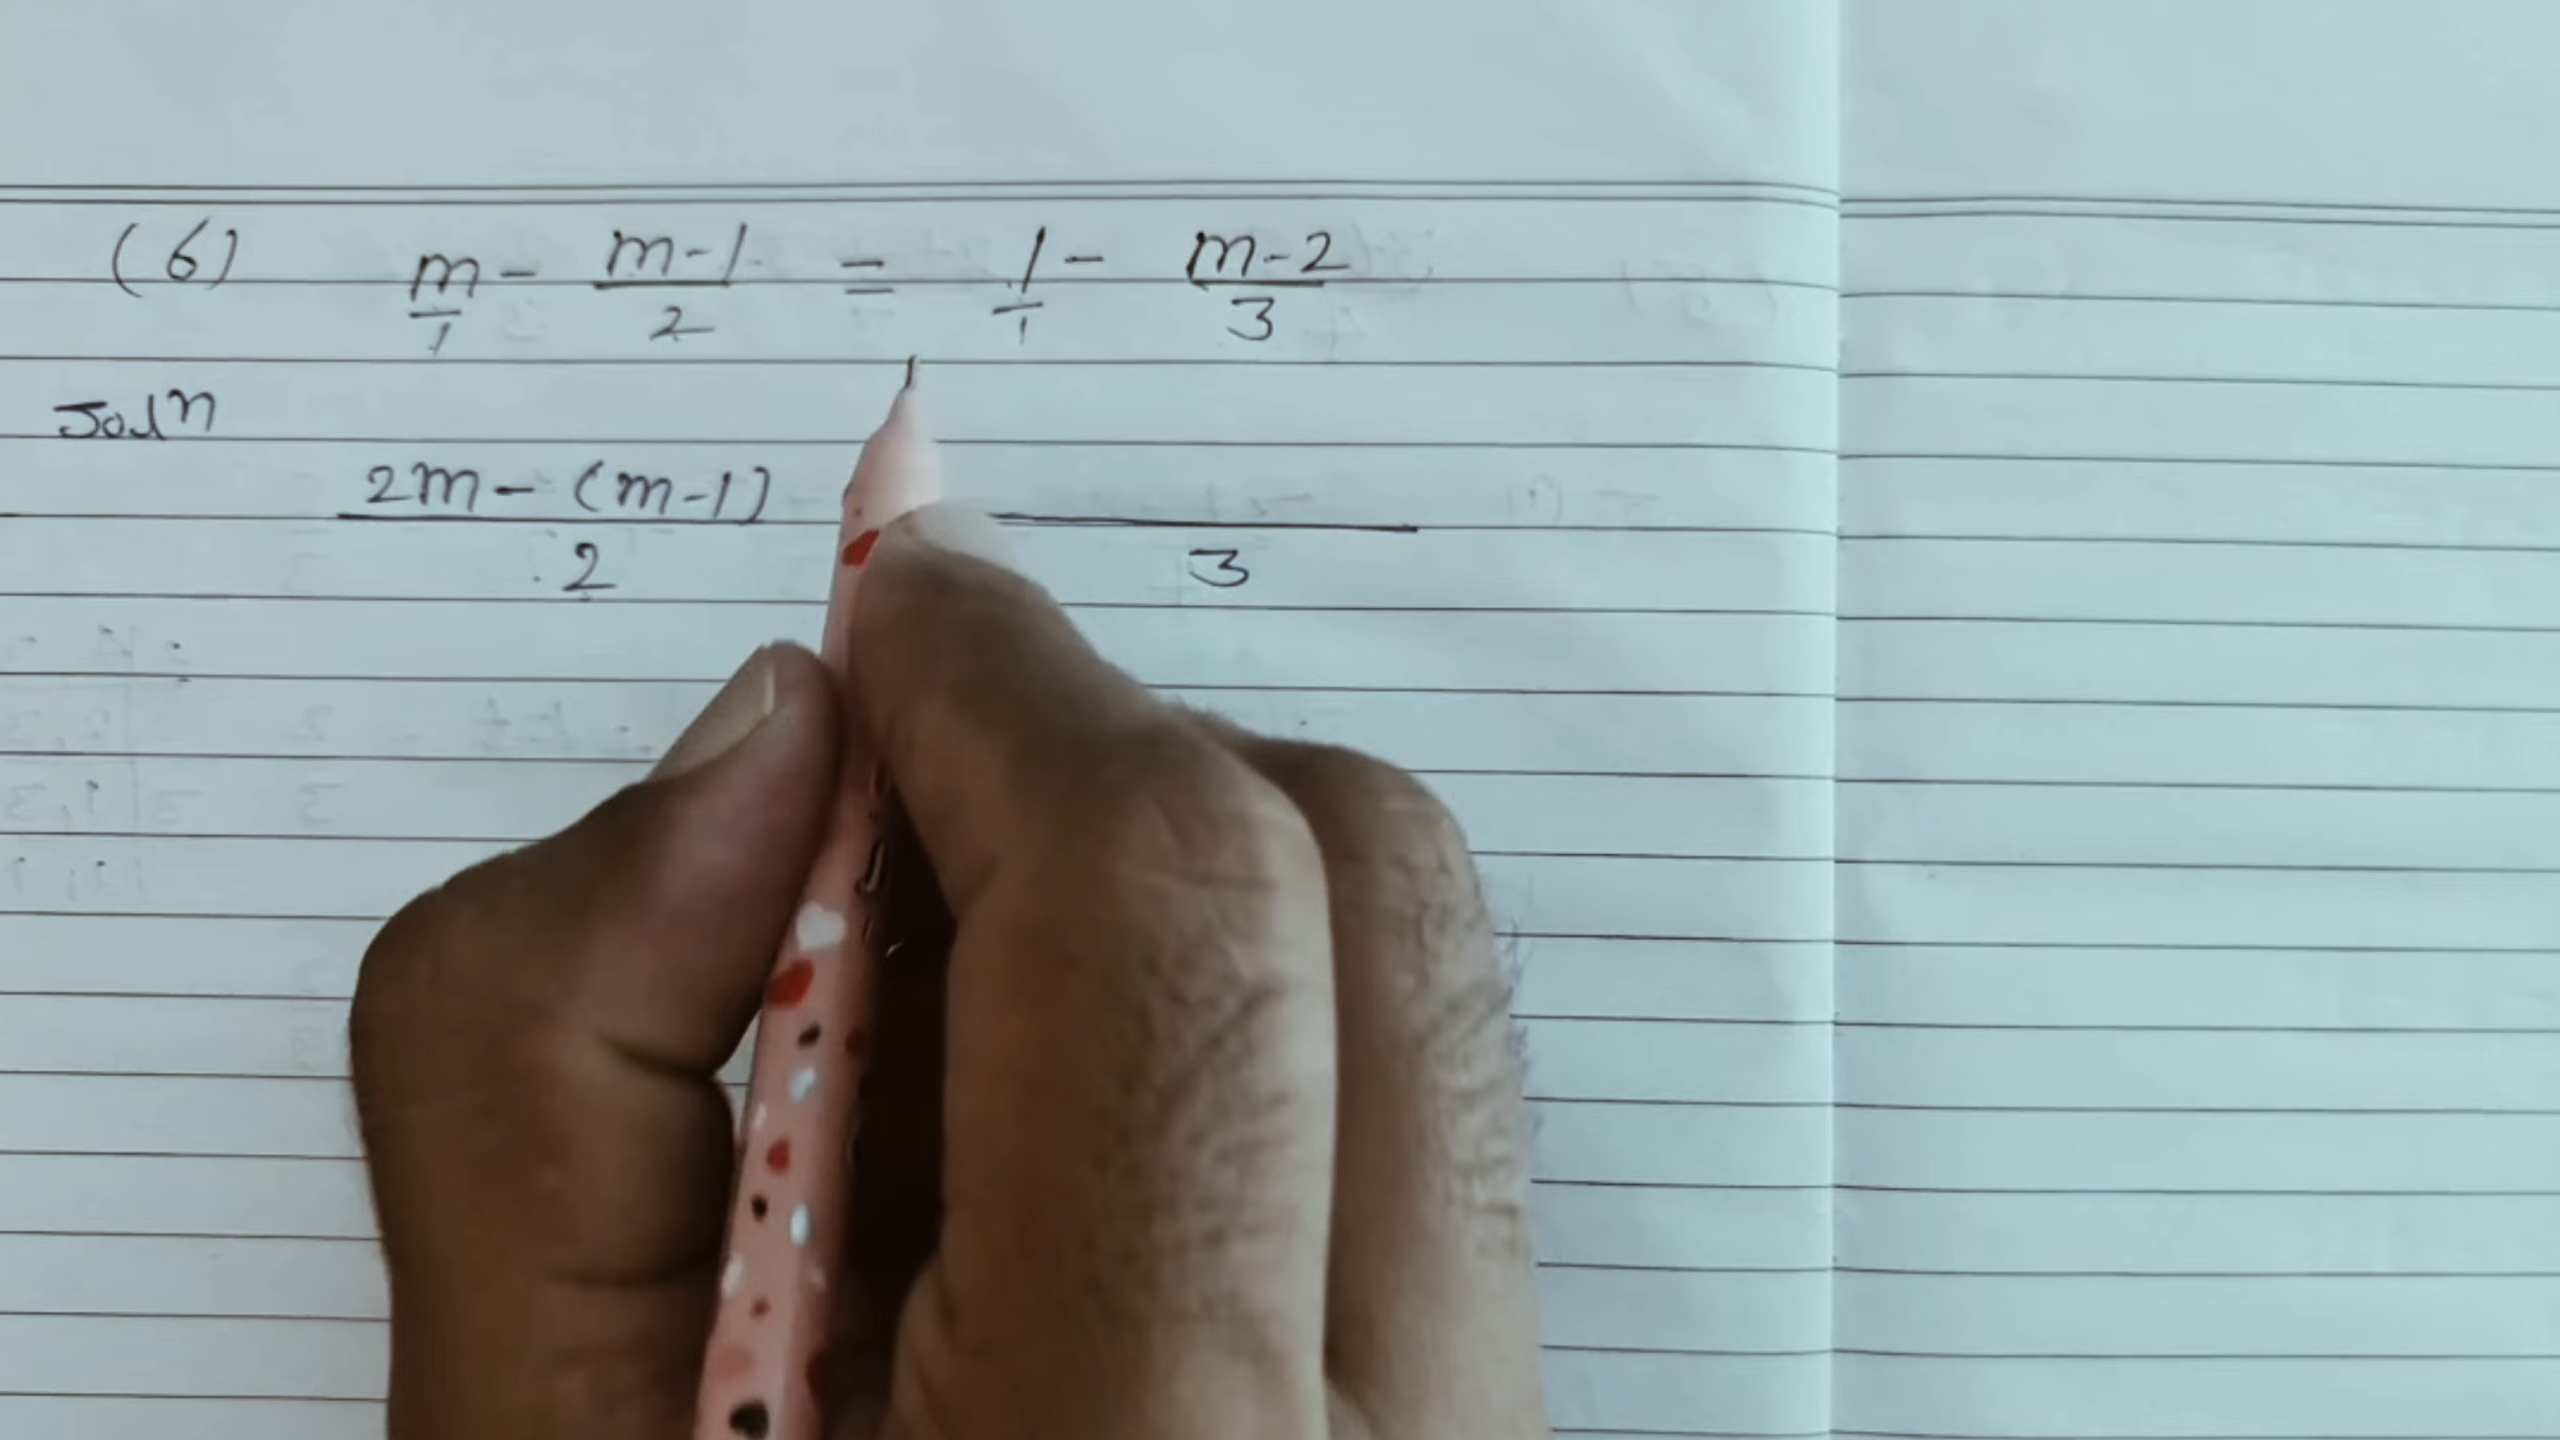 (6) m/1 - m-1/2 = 1/1 - m-2/3
Solⁿ
2m-(m-1)/2 /3